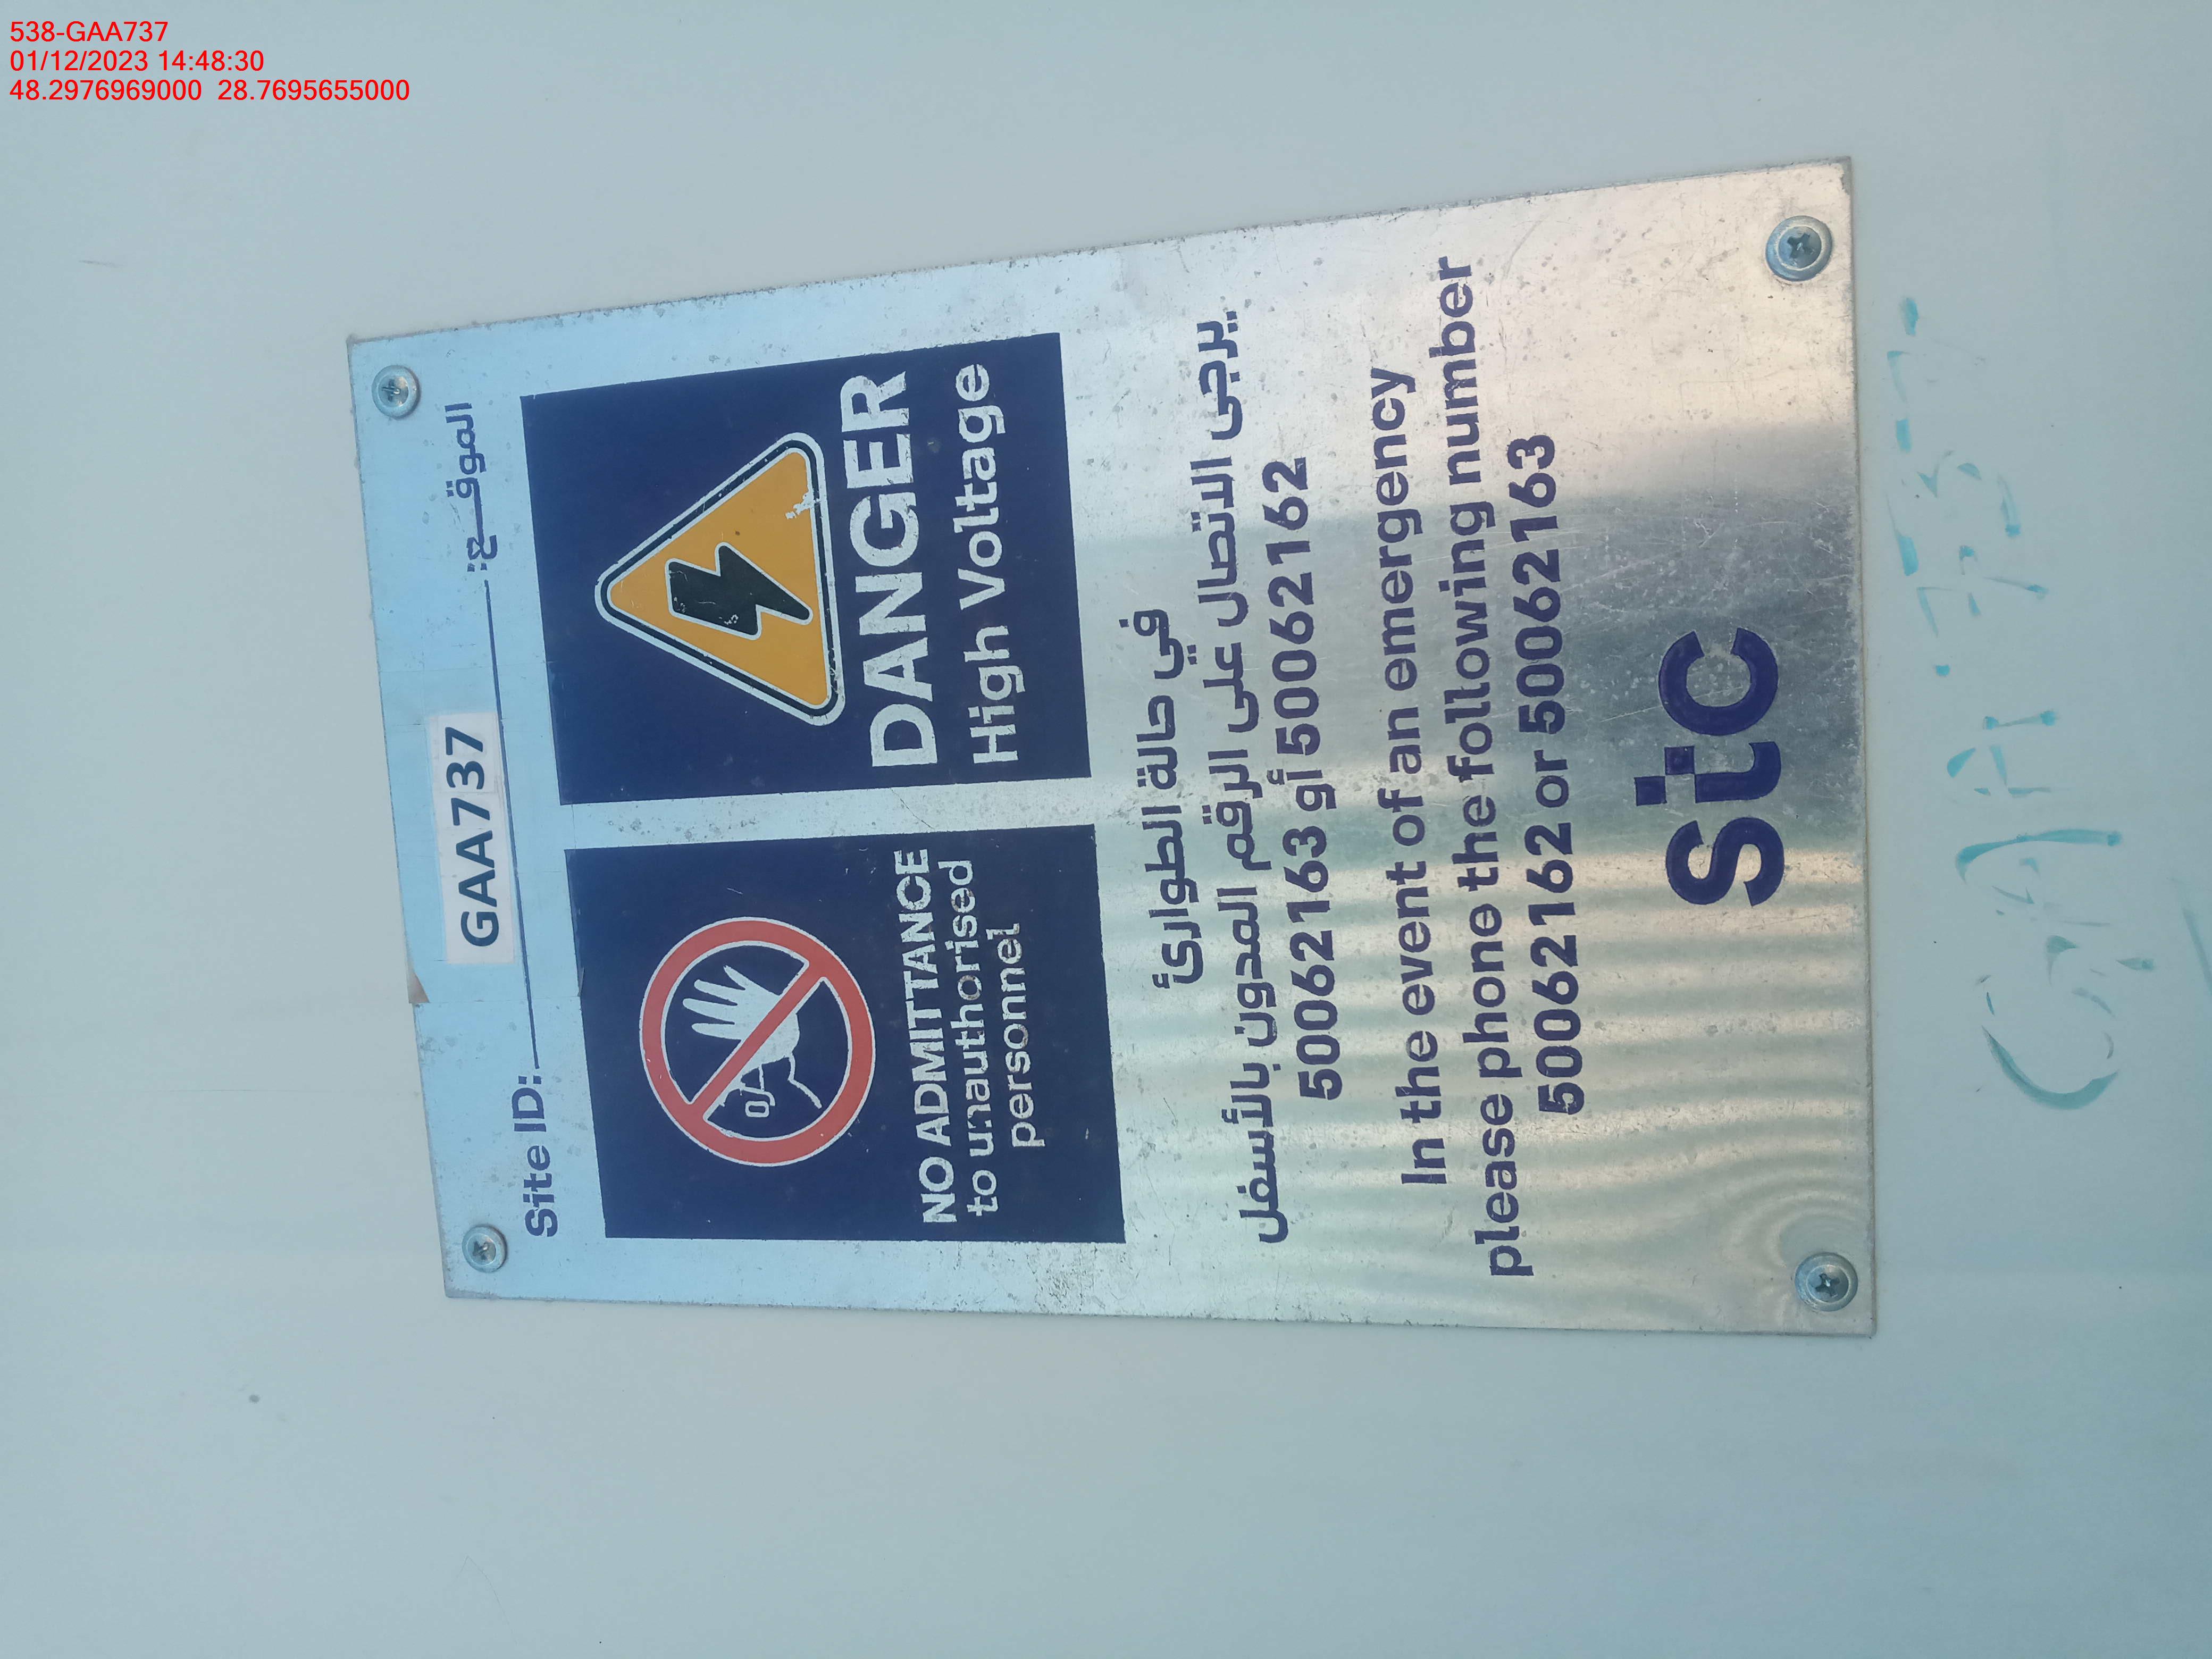 538-GAA737
01/12/2023 14:48:30
48.2976969000 28.7695655000
Site ID: GAA737 الموقـــع:
NO ADMITTANCE
to unauthorised
personnel
DANGER
High Voltage
في حالة الطوارئ
يرجى الاتصال على الرقم المدون بالأسفل
50062163 أو 50062162
In the event of an emergency
please phone the following number
50062162 or 50062163
stc